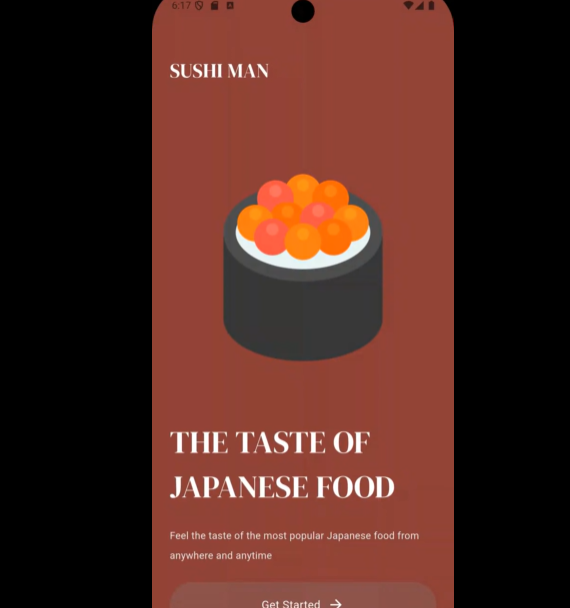 6:17
SUSHI MAN
THE TASTE OF
JAPANESE FOOD
Feel the taste of the most popular Japanese food from
anywhere and anytime
Get Started